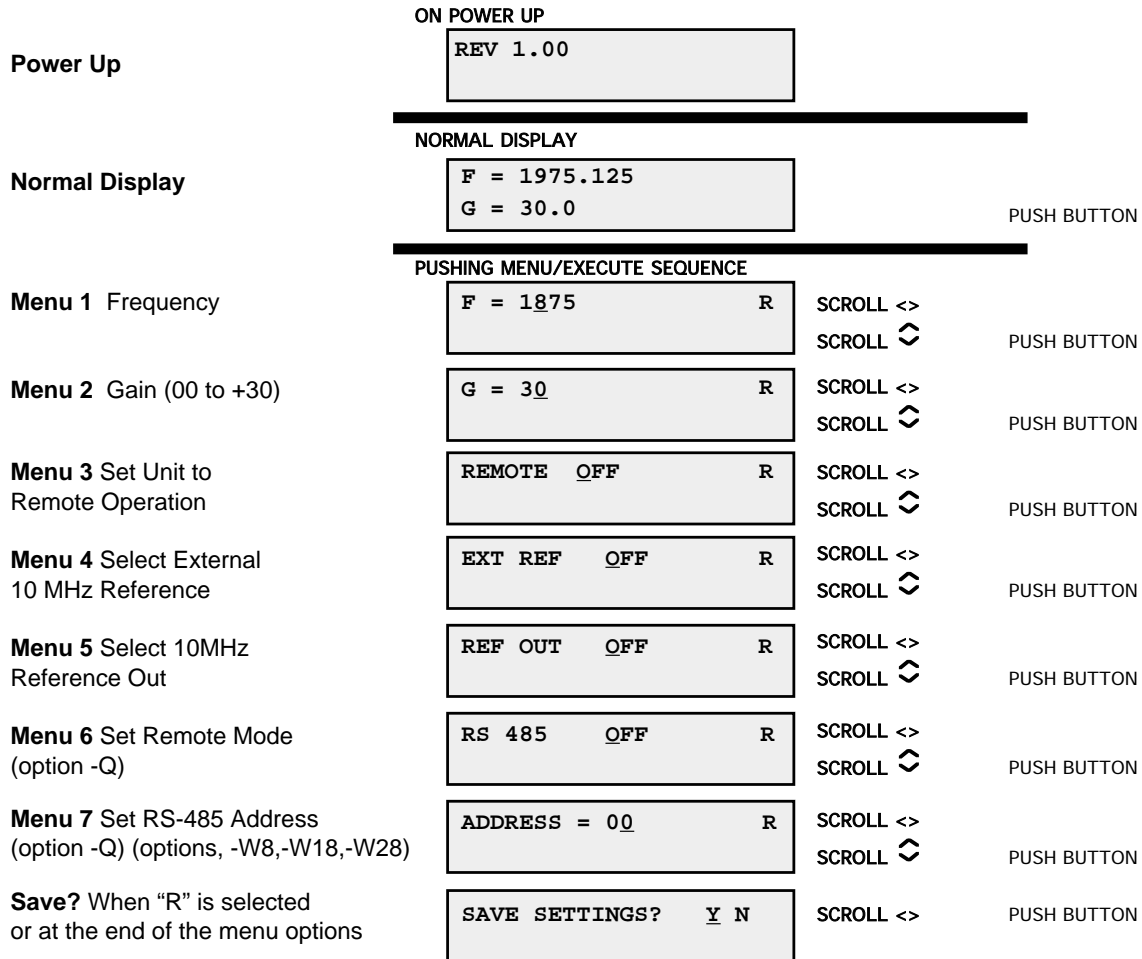 ON POWER UP
Power Up
REV 1.00
NORMAL DISPLAY
Normal Display
F = 1975.125
G = 30.0
PUSH BUTTON
PUSHING MENU/EXECUTE SEQUENCE
Menu 1 Frequency
F = 1875 R
SCROLL <>
SCROLL
PUSH BUTTON
Menu 2 Gain (00 to +30)
G = 30 R
SCROLL <>
SCROLL
PUSH BUTTON
Menu 3 Set Unit to
Remote Operation
REMOTE OFF R
SCROLL <>
SCROLL
PUSH BUTTON
Menu 4 Select External
10 MHz Reference
EXT REF OFF R
SCROLL <>
SCROLL
PUSH BUTTON
Menu 5 Select 10MHz
Reference Out
REF OUT OFF R
SCROLL <>
SCROLL
PUSH BUTTON
Menu 6 Set Remote Mode
(option -Q)
RS 485 OFF R
SCROLL <>
SCROLL
PUSH BUTTON
Menu 7 Set RS-485 Address
(option -Q) (options, -W8,-W18,-W28)
ADDRESS = 00 R
SCROLL <>
SCROLL
PUSH BUTTON
Save? When “R” is selected
or at the end of the menu options
SAVE SETTINGS? Y N
SCROLL <>
PUSH BUTTON